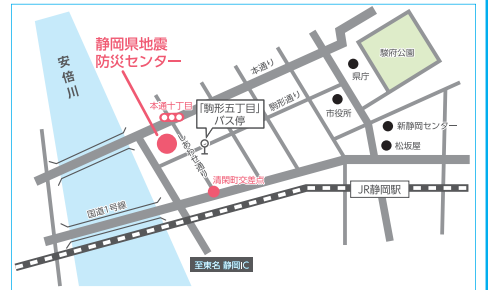 静岡県地震
防災センター
安倍川
本通り
駿府公園
県庁
本通十丁目
「駒形五丁目」
バス停
駒形通り
市役所
新静岡センター
松坂屋
しあわせ通り
清閑町交差点
国道1号線
JR静岡駅
至東名 静岡IC